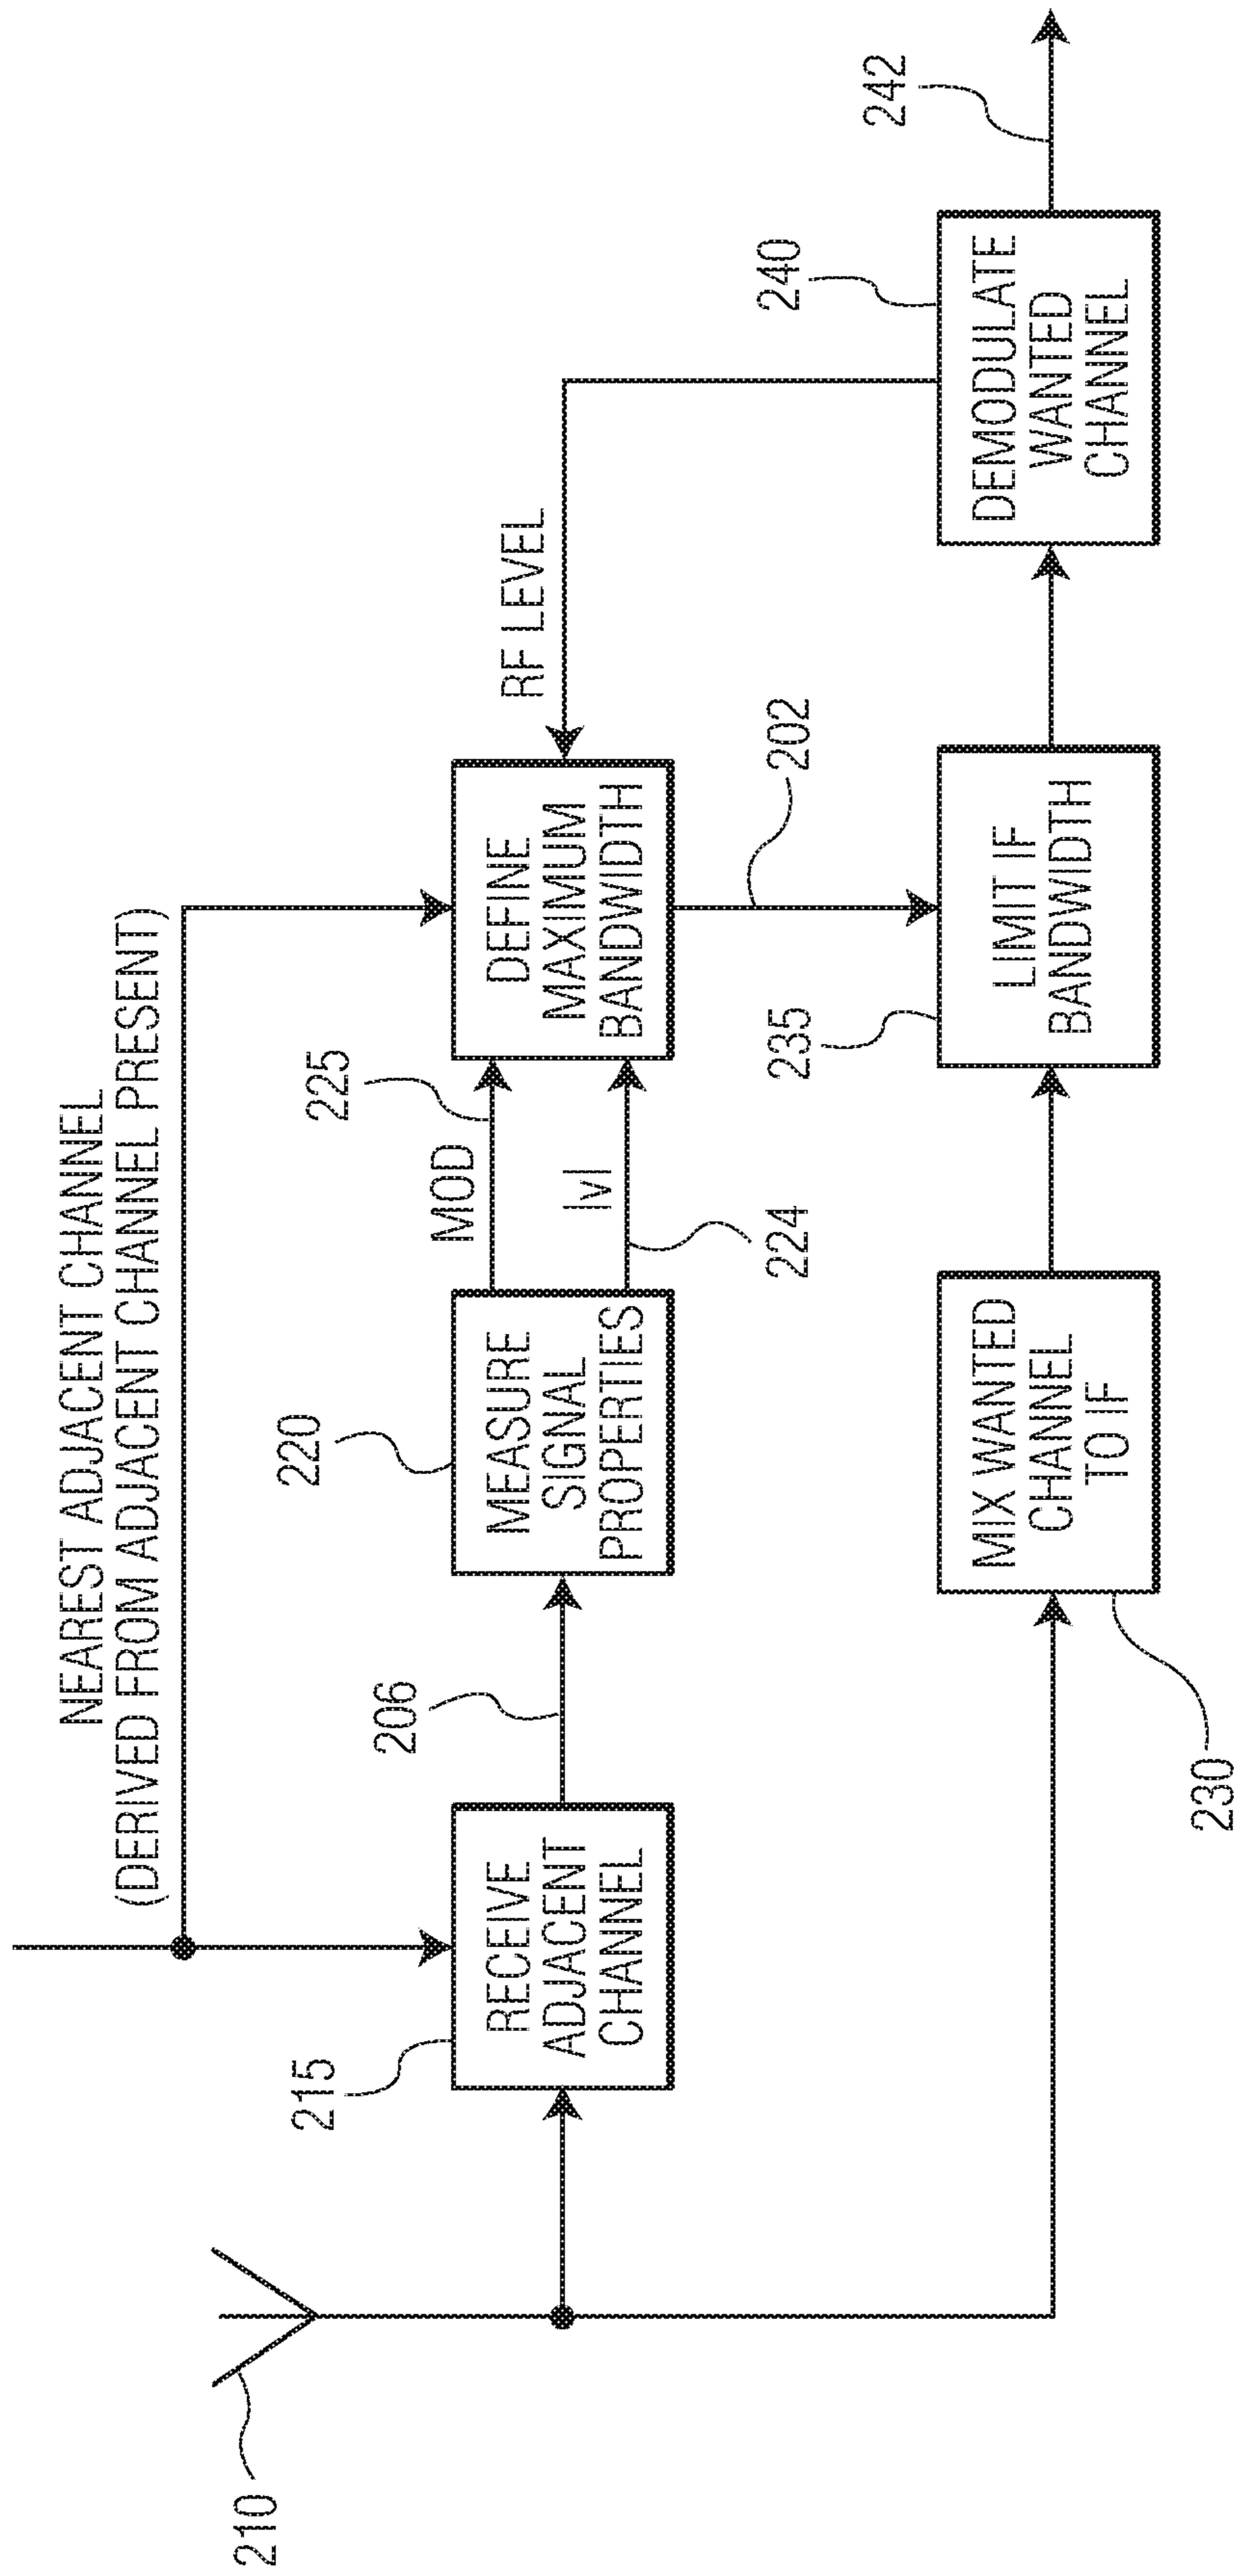 NEAREST ADJACENT CHANNEL
(DERIVED FROM ADJACENT CHANNEL PRESENT)
210
215
RECEIVE
ADJACENT
CHANNEL
206
220
MEASURE
SIGNAL
PROPERTIES
MOD
225
lvl
224
DEFINE
MAXIMUM
BANDWIDTH
RF LEVEL
202
230
MIX WANTED
CHANNEL
TO IF
235
LIMIT IF
BANDWIDTH
240
DEMODULATE
WANTED
CHANNEL
242